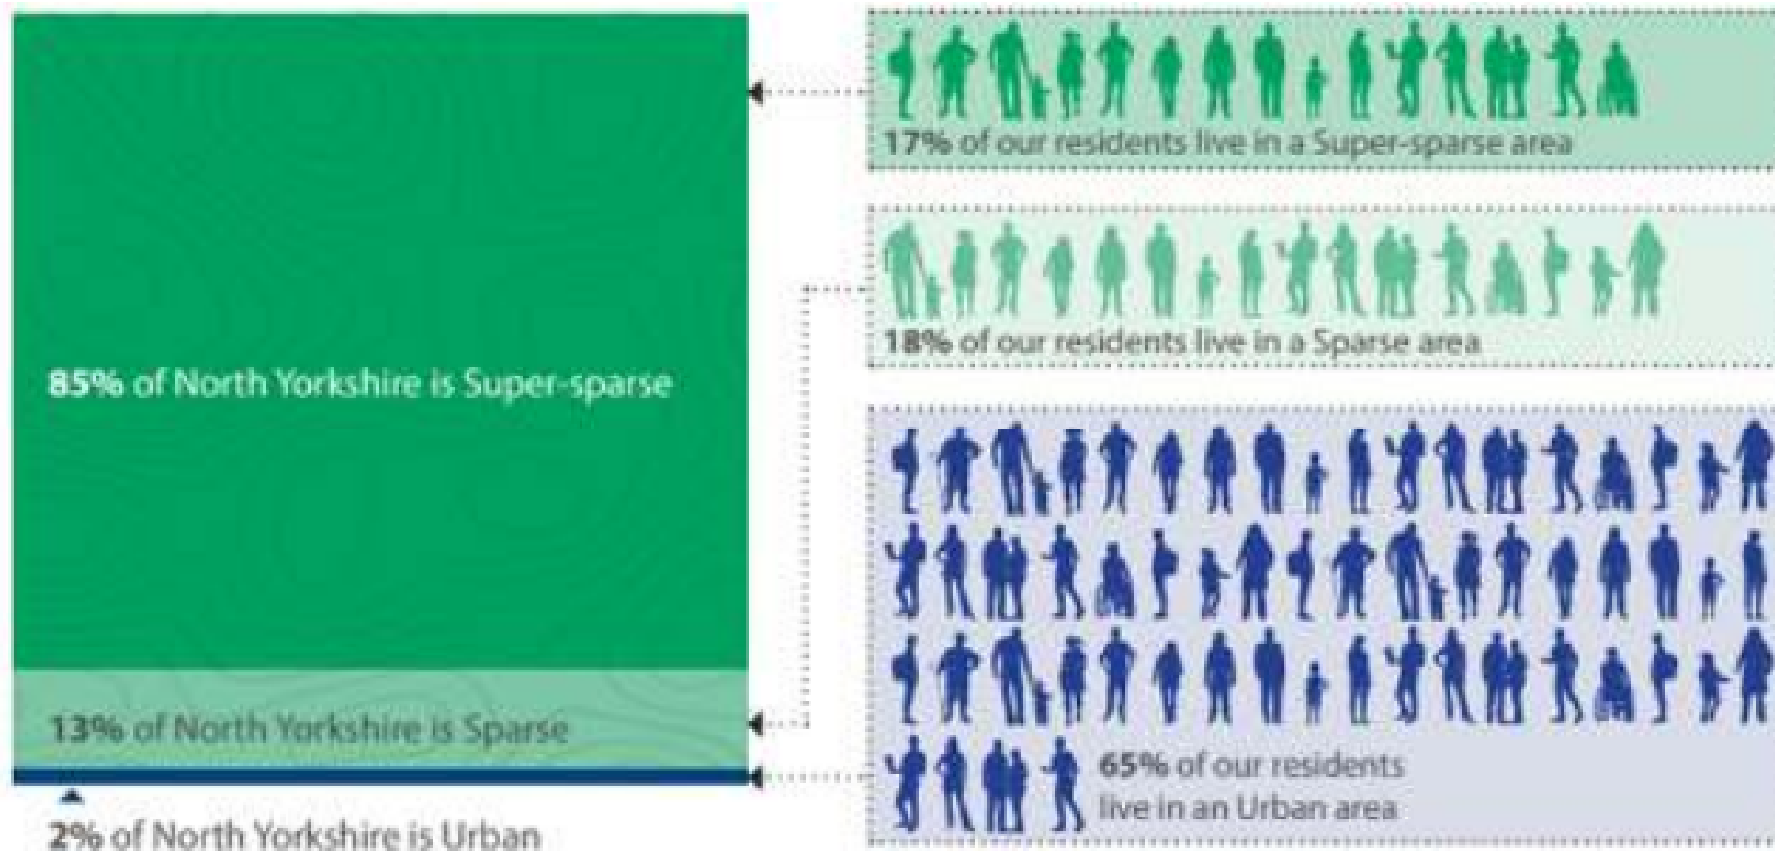 85% of North Yorkshire is Super-sparse
13% of North Yorkshire is Sparse
2% of North Yorkshire is Urban
17% of our residents live in a Super-sparse area
18% of our residents live in a Sparse area
65% of our residents
live in an Urban area